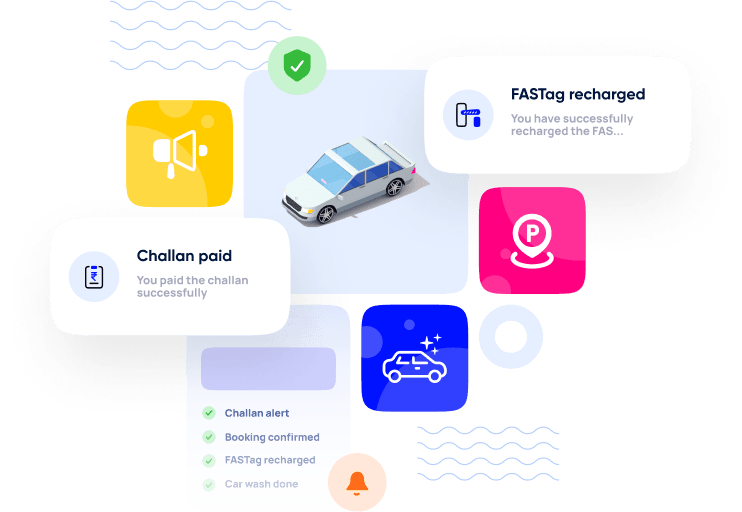 FASTag recharged
You have successfully
recharged the FAS...
P
Challan paid
You paid the challan
successfully
Challan alert
Booking confirmed
FASTag recharged
Car wash done